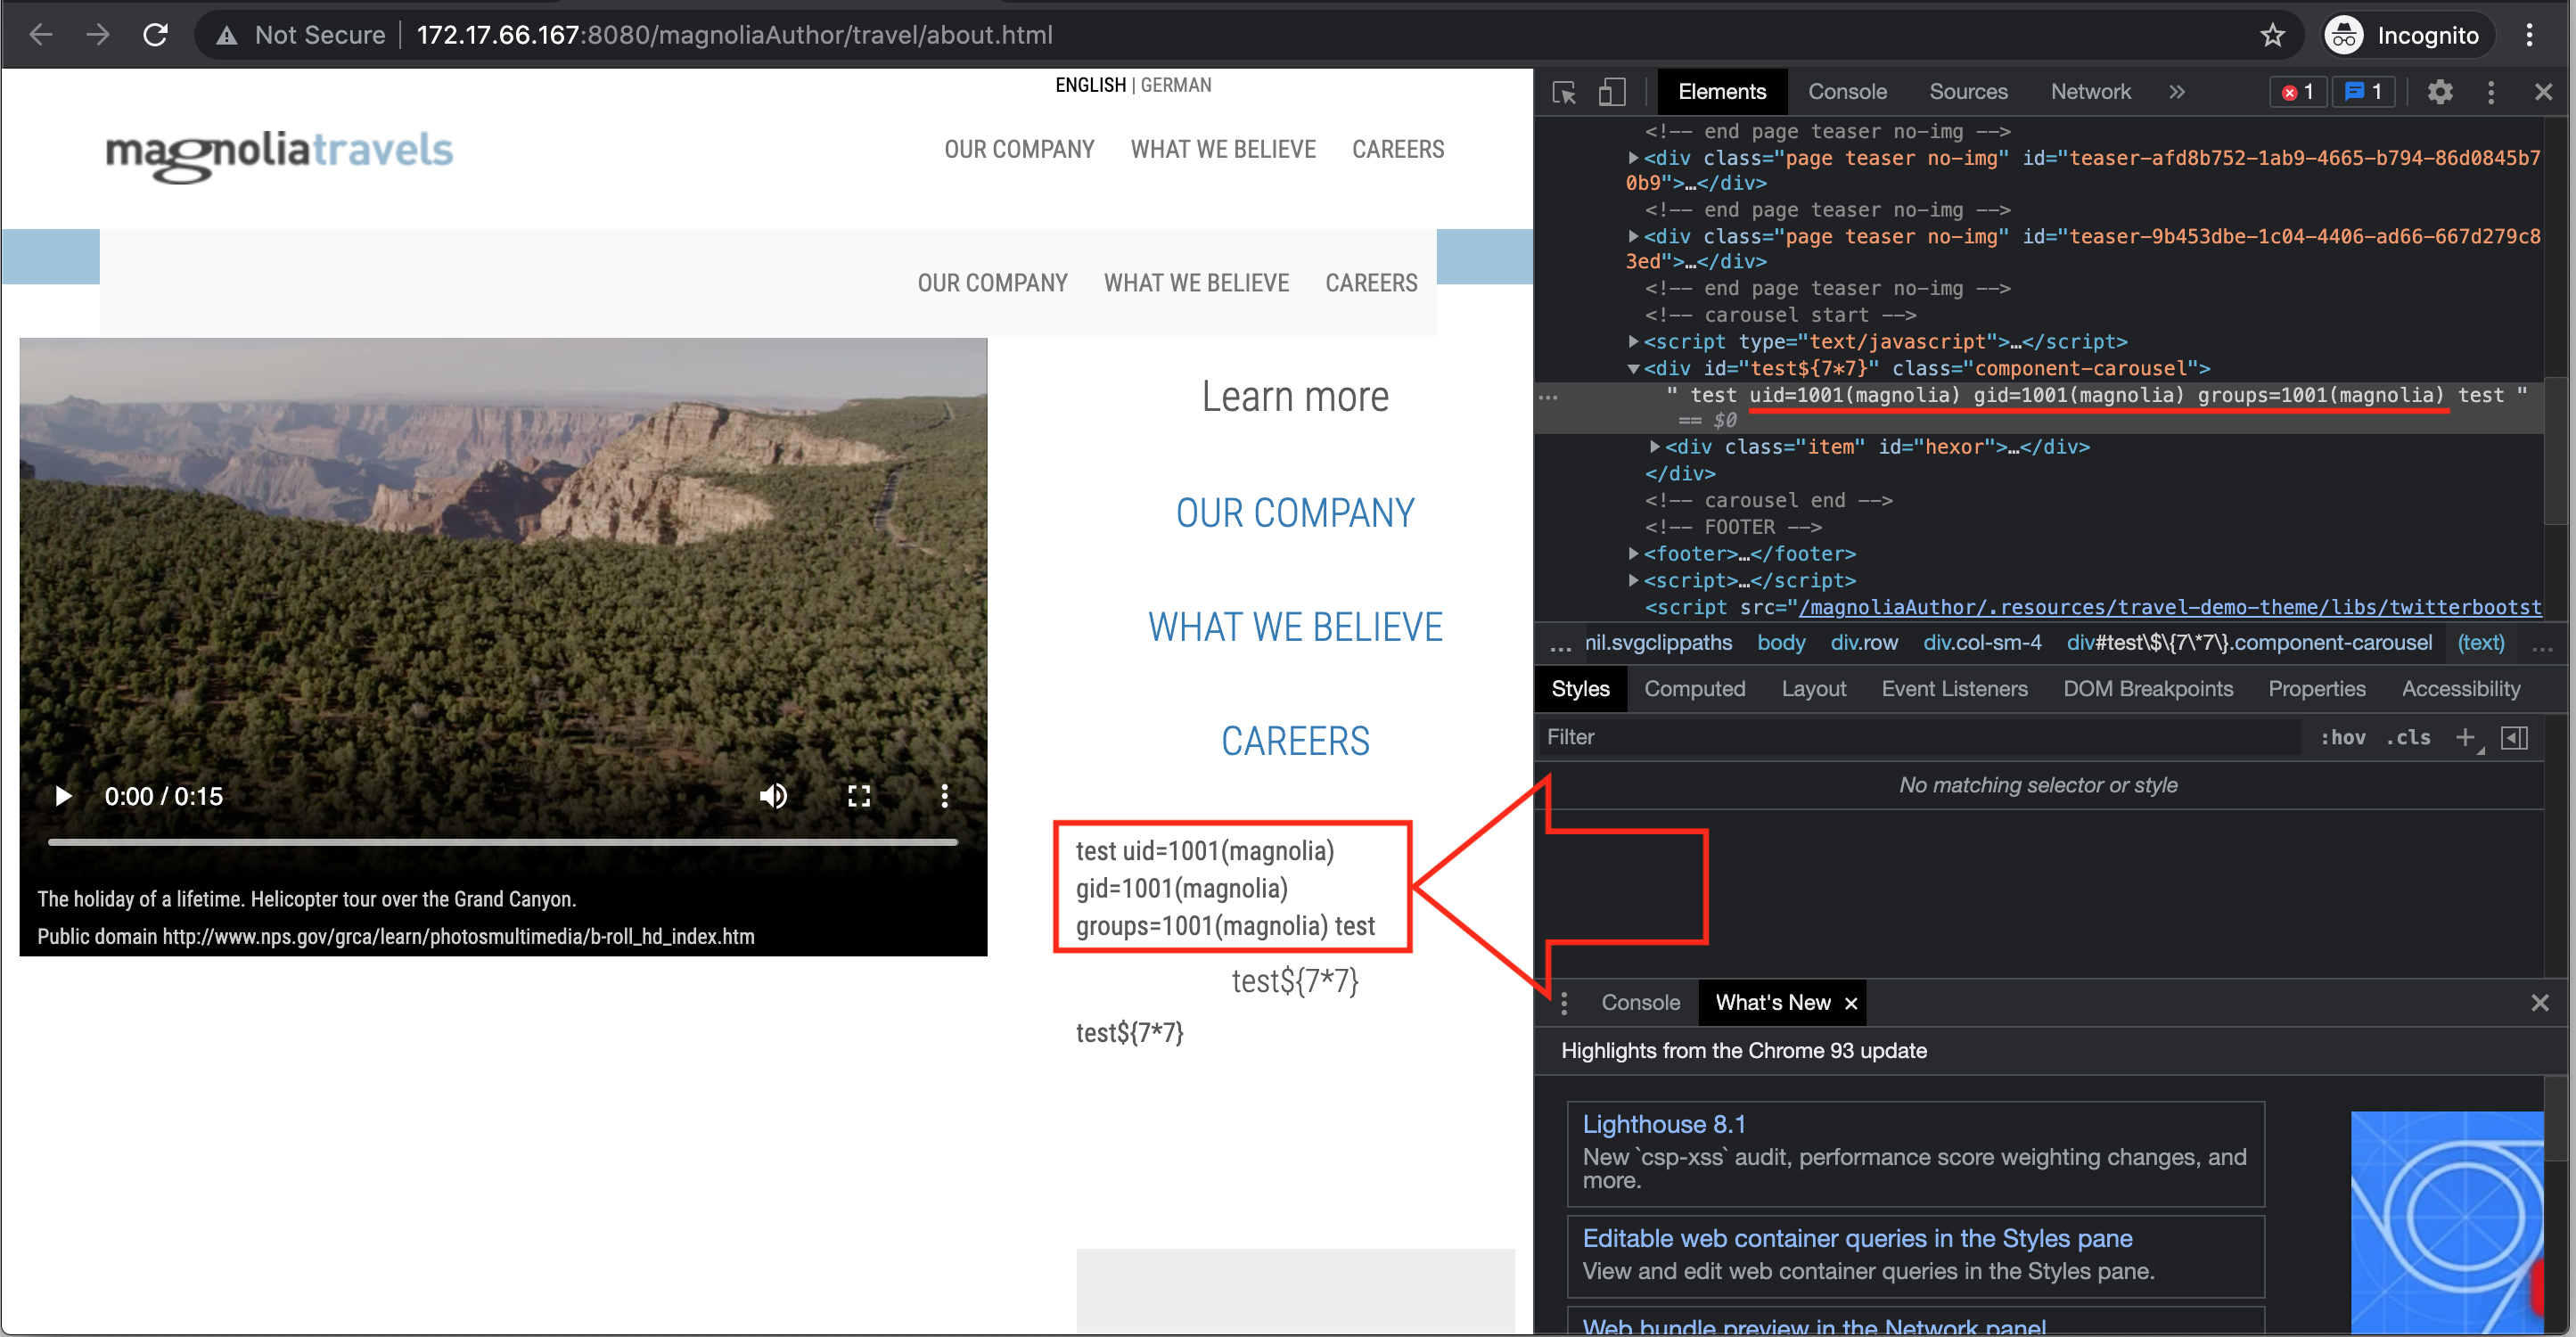 Not Secure | 172.17.66.167:8080/magnoliaAuthor/travel/about.html
Incognito
ENGLISH | GERMAN
magnoliatravels
OUR COMPANY WHAT WE BELIEVE CAREERS
OUR COMPANY WHAT WE BELIEVE CAREERS
Learn more
OUR COMPANY
WHAT WE BELIEVE
CAREERS
0:00 / 0:15
The holiday of a lifetime. Helicopter tour over the Grand Canyon.
Public domain http://www.nps.gov/grca/learn/photosmultimedia/b-roll_hd_index.htm
test uid=1001(magnolia)
gid=1001(magnolia)
groups=1001(magnolia) test
test${7*7}
test${7*7}
Elements Console Sources Network » 1 1
<!-- end page teaser no-img -->
<div class="page teaser no-img" id="teaser-afd8b752-1ab9-4665-b794-86d0845b7
0b9">…</div>
<!-- end page teaser no-img -->
<div class="page teaser no-img" id="teaser-9b453dbe-1c04-4406-ad66-667d279c8
3ed">…</div>
<!-- end page teaser no-img -->
<!-- carousel start -->
<script type="text/javascript">…</script>
<div id="test${7*7}" class="component-carousel">
" test uid=1001(magnolia) gid=1001(magnolia) groups=1001(magnolia) test "
== $0
<div class="item" id="hexor">…</div>
</div>
<!-- carousel end -->
<!-- FOOTER -->
<footer>…</footer>
<script>…</script>
<script src="/magnoliaAuthor/.resources/travel-demo-theme/libs/twitterbootst
... nil.svgclippaths body div.row div.col-sm-4 div#test\$\{7\*7\}.component-carousel (text) ...
Styles Computed Layout Event Listeners DOM Breakpoints Properties Accessibility
Filter :hov .cls +
No matching selector or style
Console What's New ×
Highlights from the Chrome 93 update
Lighthouse 8.1
New `csp-xss` audit, performance score weighting changes, and
more.
Editable web container queries in the Styles pane
View and edit web container queries in the Styles pane.
Web bundle preview in the Network panel